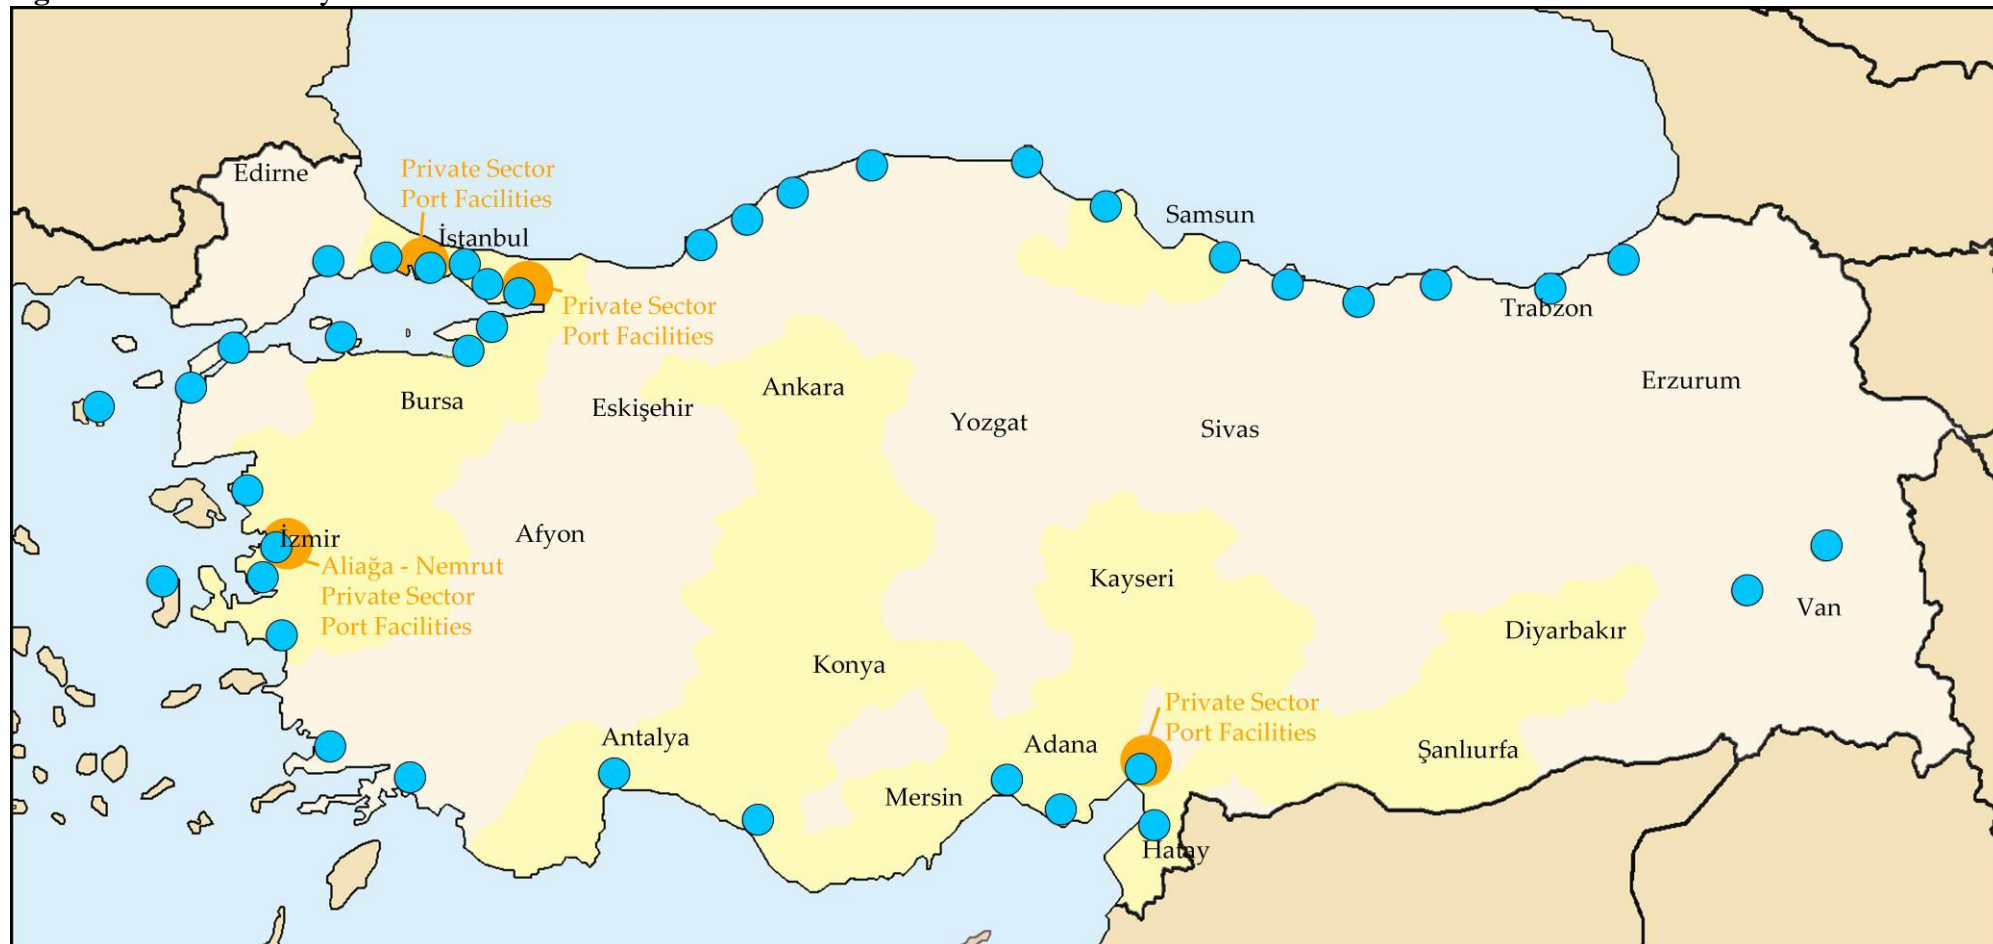 Edirne
Private Sector
Port Facilities
İstanbul
Samsun
Private Sector
Port Facilities
Trabzon
Bursa
Eskişehir
Ankara
Erzurum
Yozgat
Sivas
İzmir
Afyon
Aliağa - Nemrut
Private Sector
Port Facilities
Kayseri
Van
Diyarbakır
Konya
Private Sector
Port Facilities
Antalya
Adana
Şanlıurfa
Mersin
Hatay